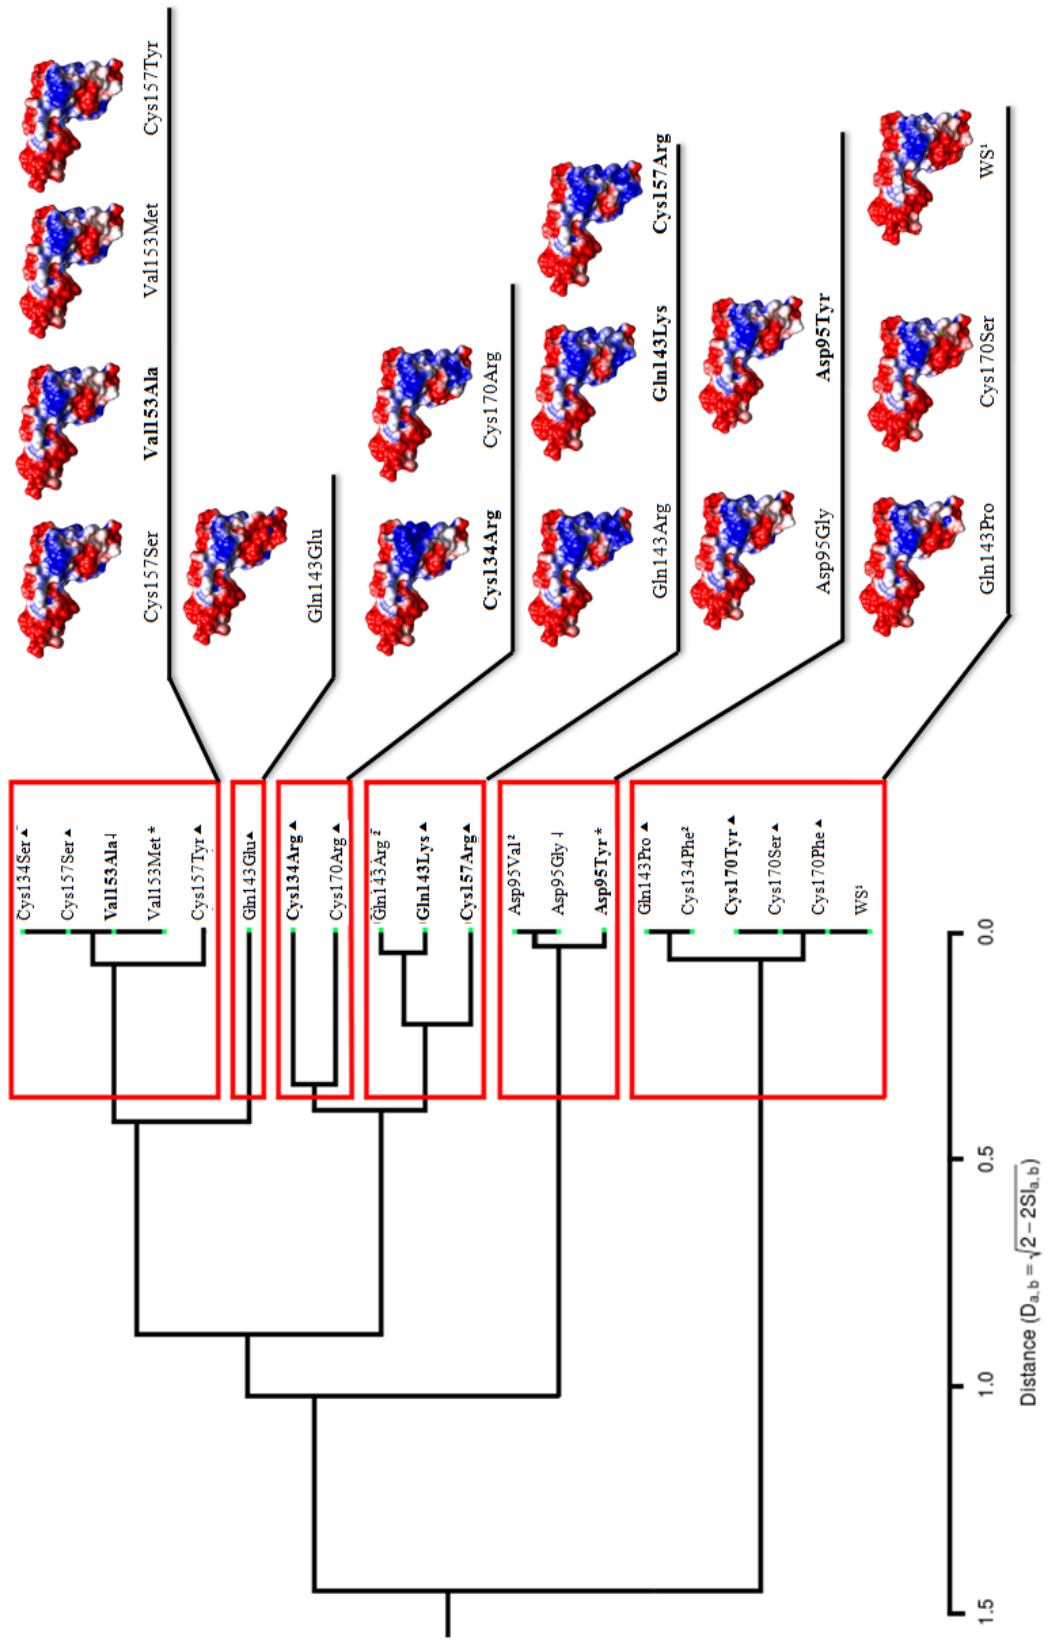 Cys157Ser
Val153Ala
Val153Met
Cys157Tyr
Gln143Glu
Cys134Arg
Cys170Arg
Gln143Arg
Gln143Lys
Cys157Arg
Asp95Gly
Asp95Tyr
Gln143Pro
Cys170Ser
WS¹
Cys134Ser▲
Cys157Ser▲
Val153Ala↓
Val153Met*
Cys157Tyr▲
Gln143Glu▲
Cys134Arg▲
Cys170Arg▲
Gln143Arg²
Gln143Lys▲
Cys157Arg▲
Asp95Val²
Asp95Gly↓
Asp95Tyr*
Gln143Pro▲
Cys134Phe²
Cys170Tyr▲
Cys170Ser▲
Cys170Phe▲
WS¹
1.5 1.0 0.5 0.0
Distance (Da,b = √2 − 2SIa,b)